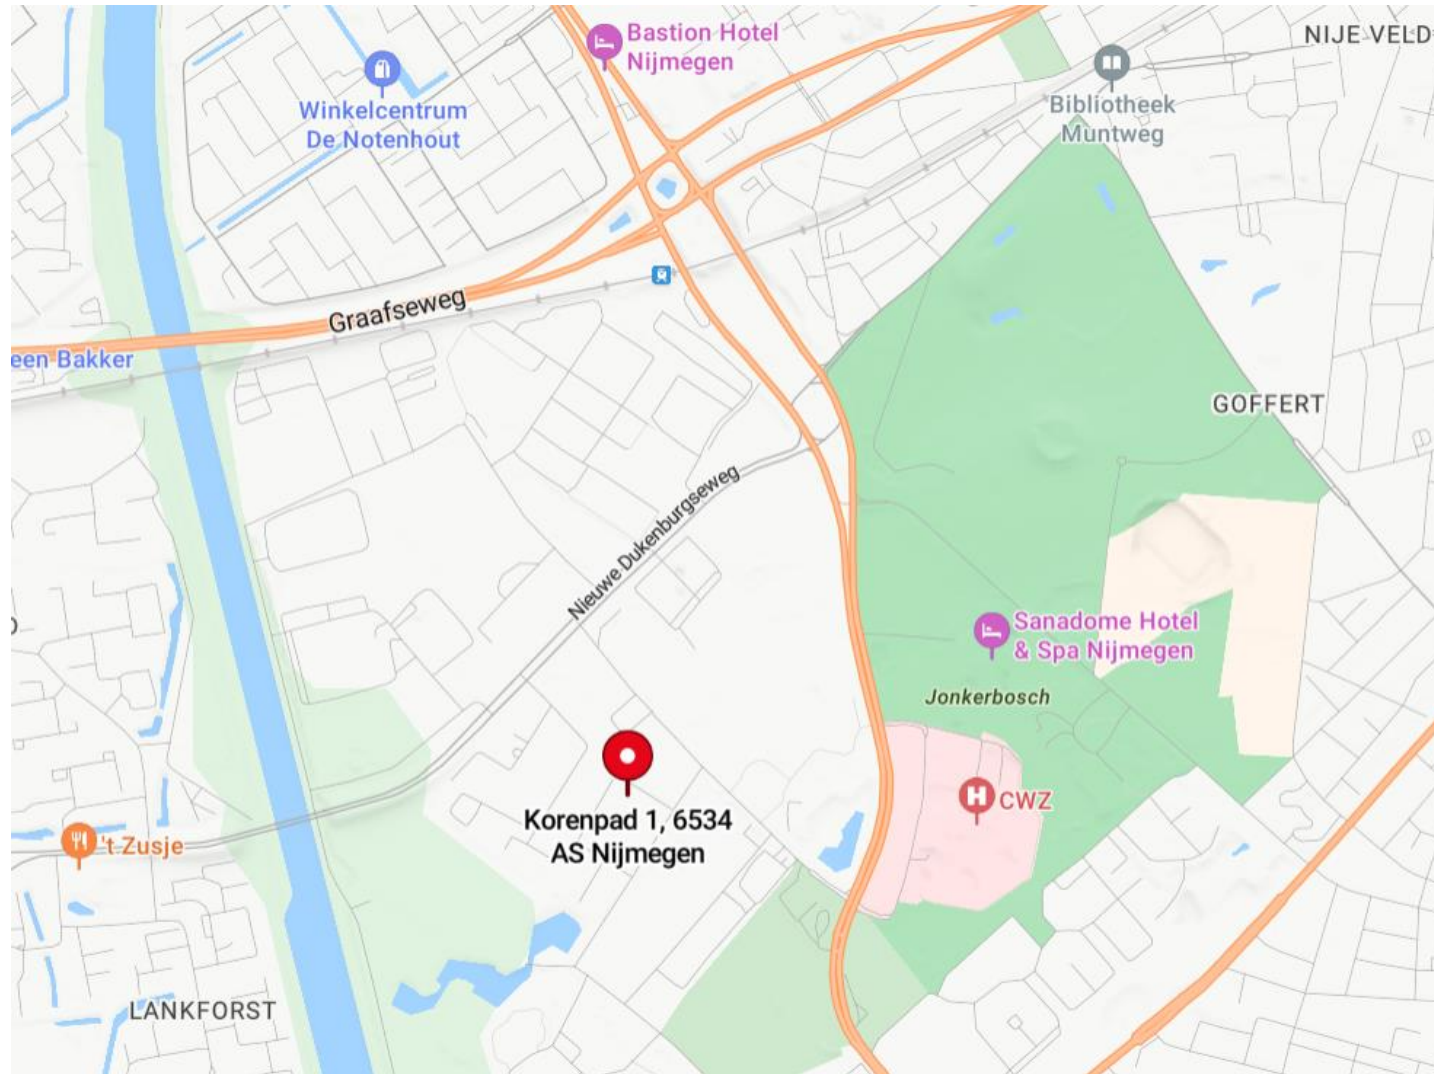 Bastion Hotel
Nijmegen
NIJE VELD
Winkelcentrum
De Notenhout
Bibliotheek
Muntweg
Graafseweg
een Bakker
GOFFERT
Nieuwe Dukenburgseweg
Sanadome Hotel
& Spa Nijmegen
Jonkerbosch
H CWZ
Korenpad 1, 6534
AS Nijmegen
't Zusje
LANKFORST